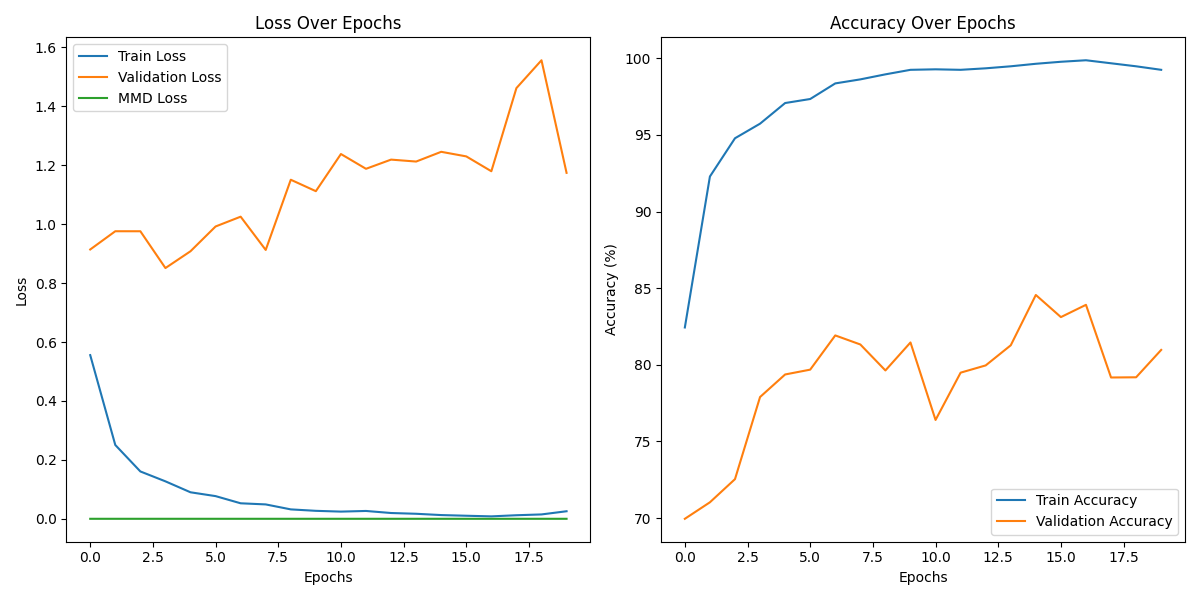 Loss Over Epochs
Train Loss
Validation Loss
MMD Loss
1.6
1.4
1.2
1.0
0.8
0.6
0.4
0.2
0.0
Loss
0.0 2.5 5.0 7.5 10.0 12.5 15.0 17.5
Epochs
Accuracy Over Epochs
100
95
90
85
80
75
70
Accuracy (%)
Train Accuracy
Validation Accuracy
0.0 2.5 5.0 7.5 10.0 12.5 15.0 17.5
Epochs